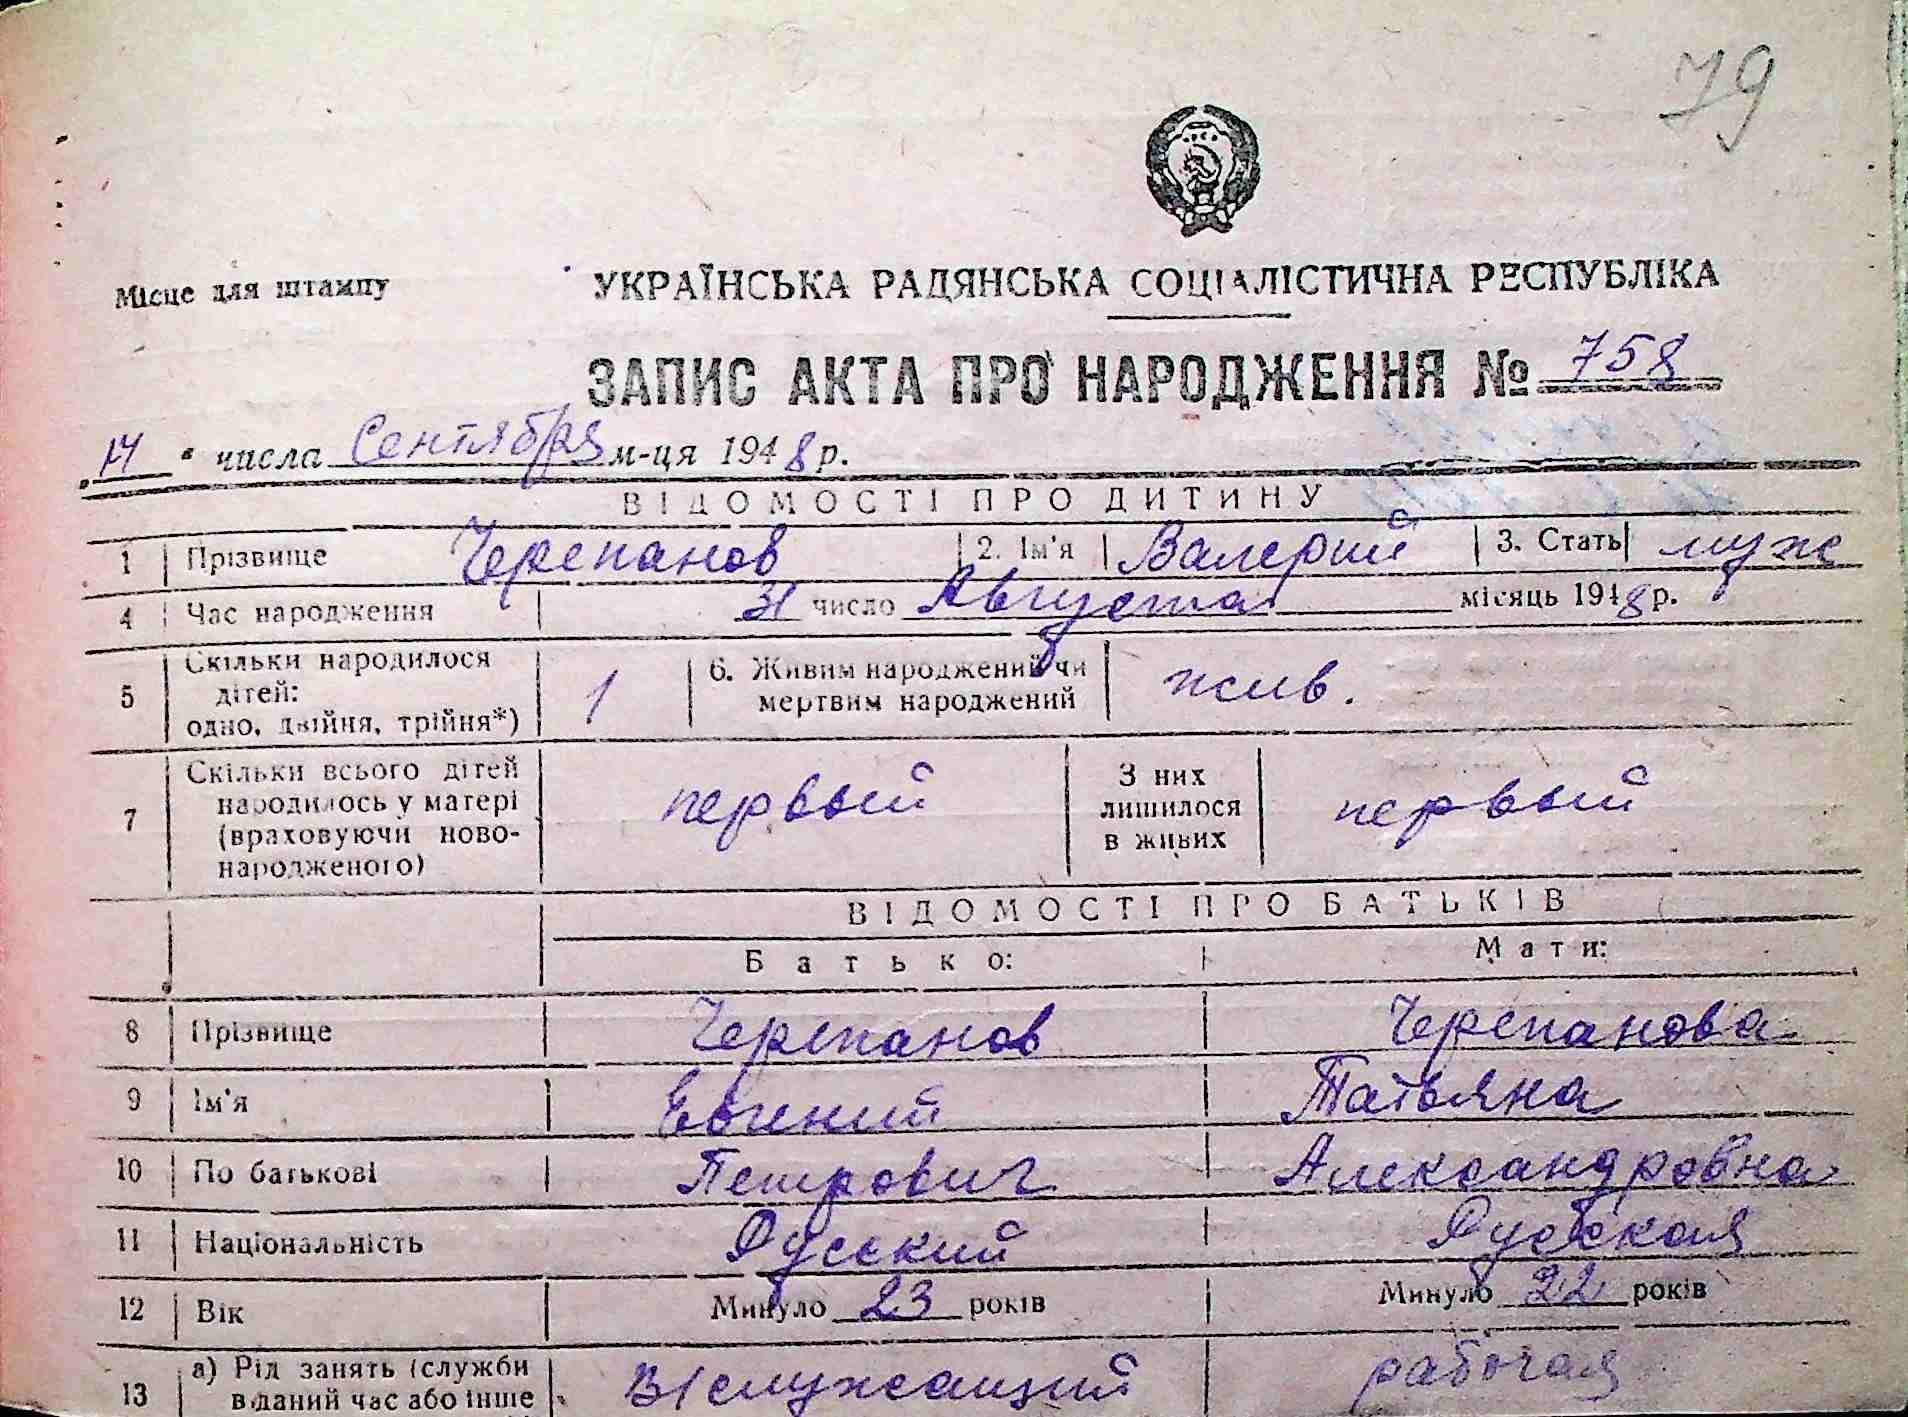 79
Місце для штампу
УКРАЇНСЬКА РАДЯНСЬКА СОЦІАЛІСТИЧНА РЕСПУБЛІКА
ЗАПИС АКТА ПРО НАРОДЖЕННЯ № 758
„14“ числа Сентября м-ця 1948 р.
ВІДОМОСТІ ПРО ДИТИНУ
1 Прізвище Черепанов 2. Ім'я Валерий 3. Стать муж
4 Час народження 31 число Августа місяць 1948 р.
5 Скільки народилося дітей: одно, двійня, трійня*) 1 6. Живим народжений чи мертвим народжений жив.
7 Скільки всього дітей народилось у матері (враховуючи ново-народженого) первый З них лишилося в живих первый
ВІДОМОСТІ ПРО БАТЬКІВ
Батько: Мати:
8 Прізвище Черепанов Черепанова
9 Ім'я Евгений Татьяна
10 По батькові Петрович Александровна
11 Національність Русский Русская
12 Вік Минуло 23 років Минуло 22 років
13 а) Рід занять (служби в даний час або інше В/служащий рабочая